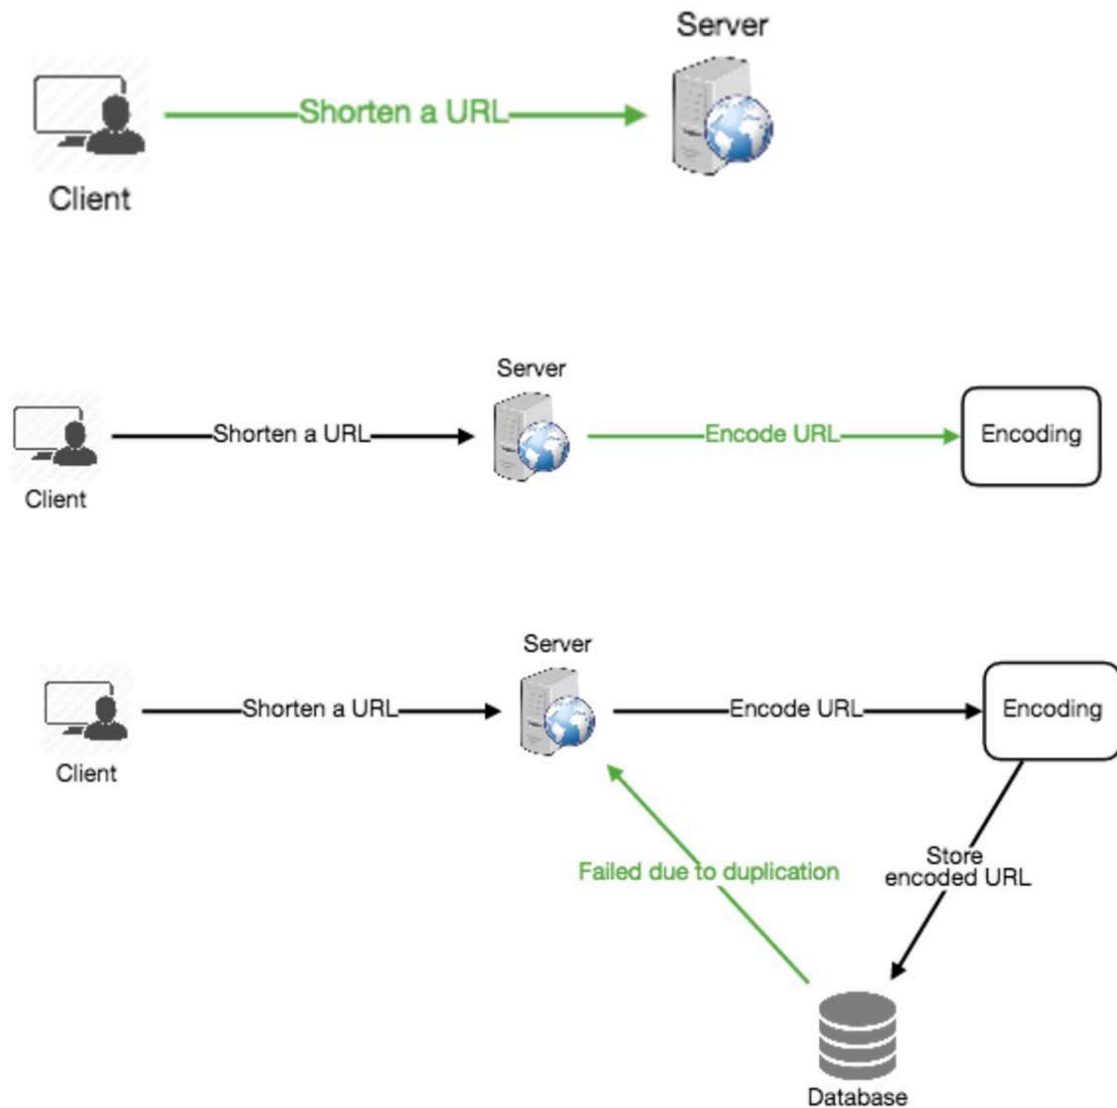 Server
Shorten a URL
Client
Server
Shorten a URL
Encode URL
Encoding
Client
Server
Shorten a URL
Encode URL
Encoding
Client
Failed due to duplication
Store
encoded URL
Database